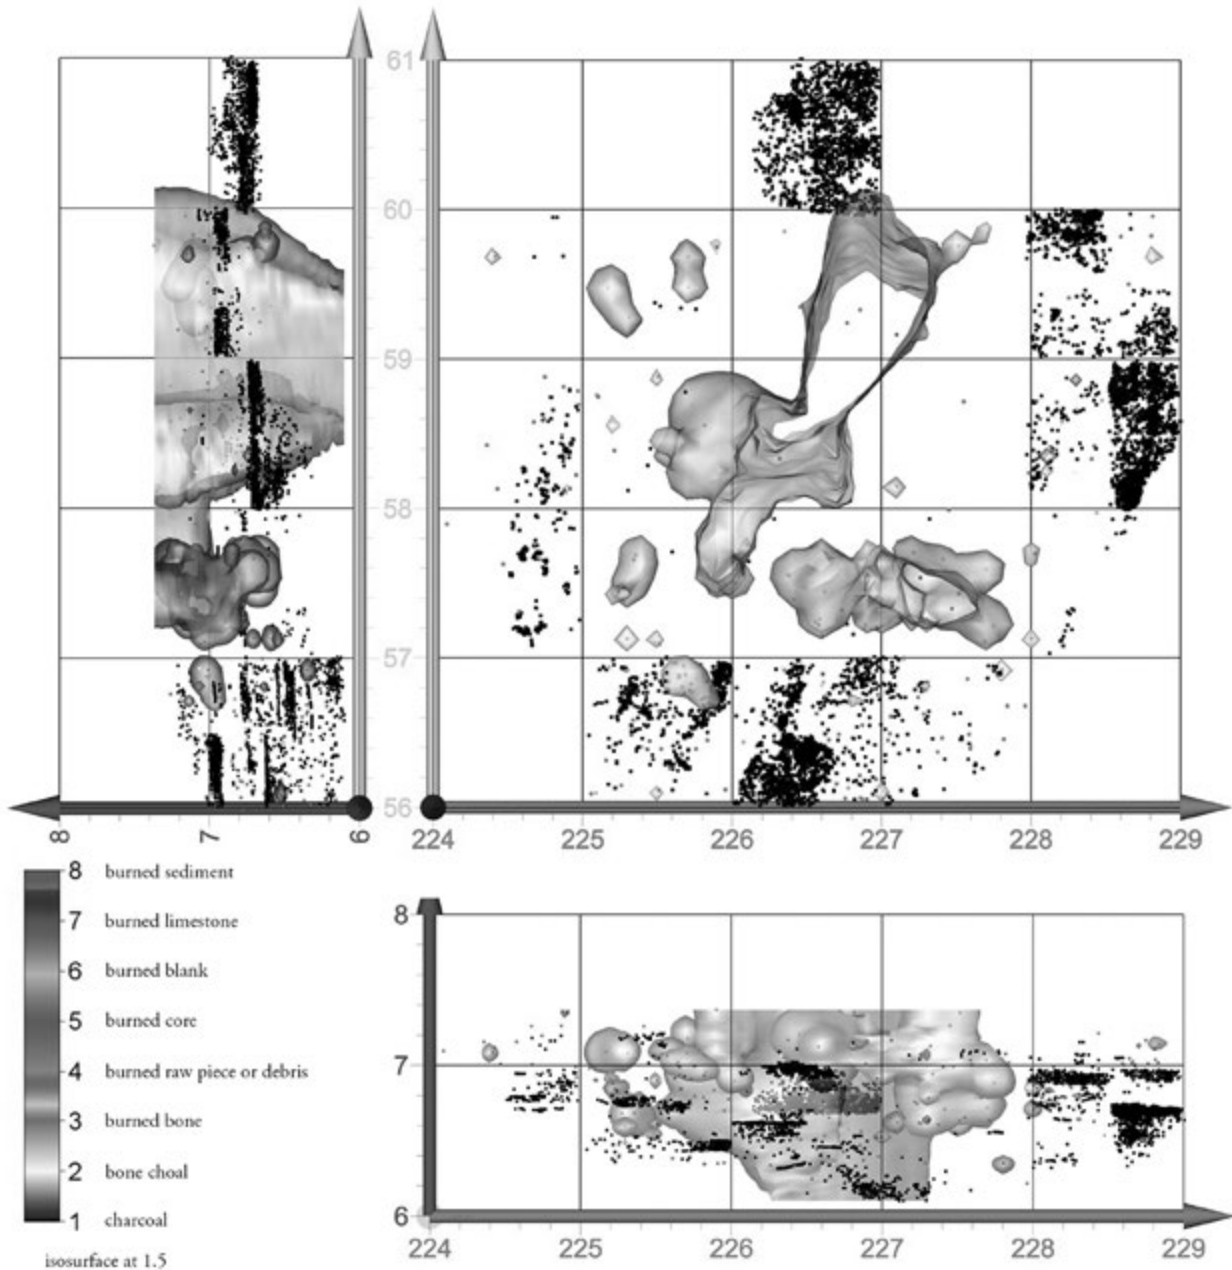 61
60
59
58
57
56
8
7
6
224
225
226
227
228
229
8 burned sediment
7 burned limestone
6 burned blank
5 burned core
4 burned raw piece or debris
3 burned bone
2 bone choal
1 charcoal
isosurface at 1.5
8
7
6
224
225
226
227
228
229